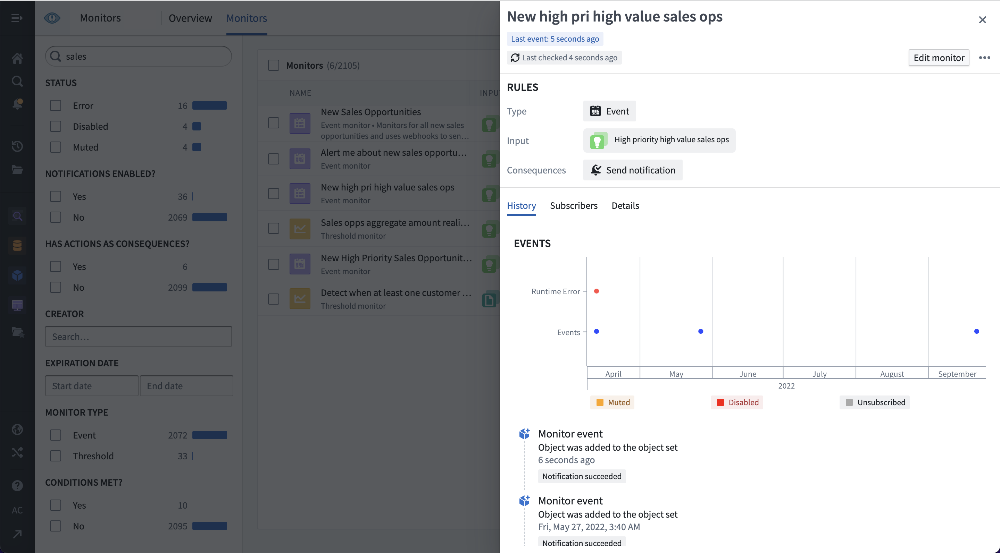 Monitors
Overview
Monitors
sales
STATUS
Error 16
Disabled 4
Muted 4
NOTIFICATIONS ENABLED?
Yes 36
No 2069
HAS ACTIONS AS CONSEQUENCES?
Yes 6
No 2099
CREATOR
Search…
EXPIRATION DATE
Start date
End date
MONITOR TYPE
Event 2072
Threshold 33
CONDITIONS MET?
Yes 10
No 2095
AC
Monitors (6/2105)
NAME
INPU
New Sales Opportunities
Event monitor • Monitors for all new sales
opportunities and uses webhooks to sen…
Alert me about new sales opportu…
Event monitor
New high pri high value sales ops
Event monitor
Sales opps aggregate amount reali…
Threshold monitor
New High Priority Sales Opportunit…
Event monitor
Detect when at least one customer …
Threshold monitor
New high pri high value sales ops
Last event: 5 seconds ago
Last checked 4 seconds ago
Edit monitor
RULES
Type
Event
Input
High priority high value sales ops
Consequences
Send notification
History
Subscribers
Details
EVENTS
Runtime Error
Events
April
May
June
July
August
September
2022
Muted
Disabled
Unsubscribed
Monitor event
Object was added to the object set
6 seconds ago
Notification succeeded
Monitor event
Object was added to the object set
Fri, May 27, 2022, 3:40 AM
Notification succeeded